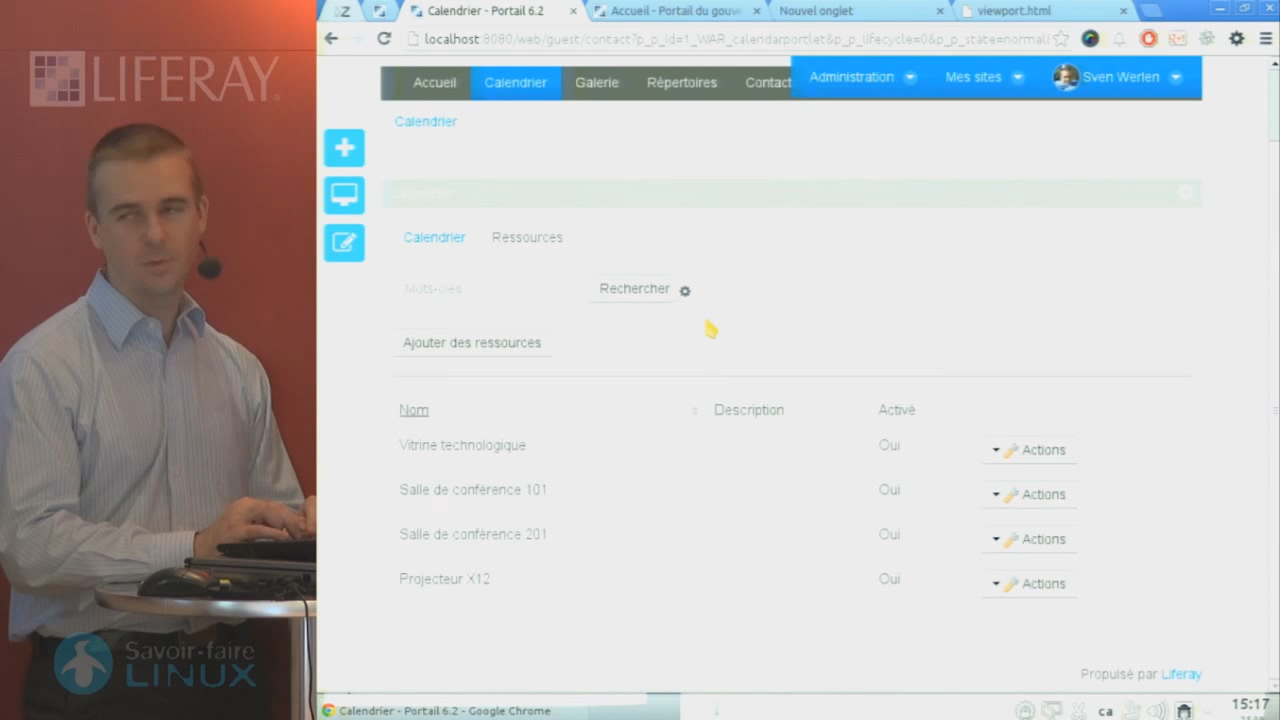 LIFERAY.
Z
Calendrier - Portail 6.2
Accueil - Portail du gouve
Nouvel onglet
viewport.html
localhost:8080/web/guest/contact?p_p_id=1_WAR_calendarportlet&p_p_lifecycle=0&p_p_state=normal
Accueil Calendrier Galerie Répertoires Contact Administration Mes sites Sven Werlen
Calendrier
Calendrier Ressources
Mots-clés Rechercher
Ajouter des ressources
Nom Description Activé
Vitrine technologique Oui Actions
Salle de conférence 101 Oui Actions
Salle de conférence 201 Oui Actions
Projecteur X12 Oui Actions
Propulsé par Liferay
Savoir-faire
LINUX
Calendrier - Portail 6.2 - Google Chrome
ca
15:17